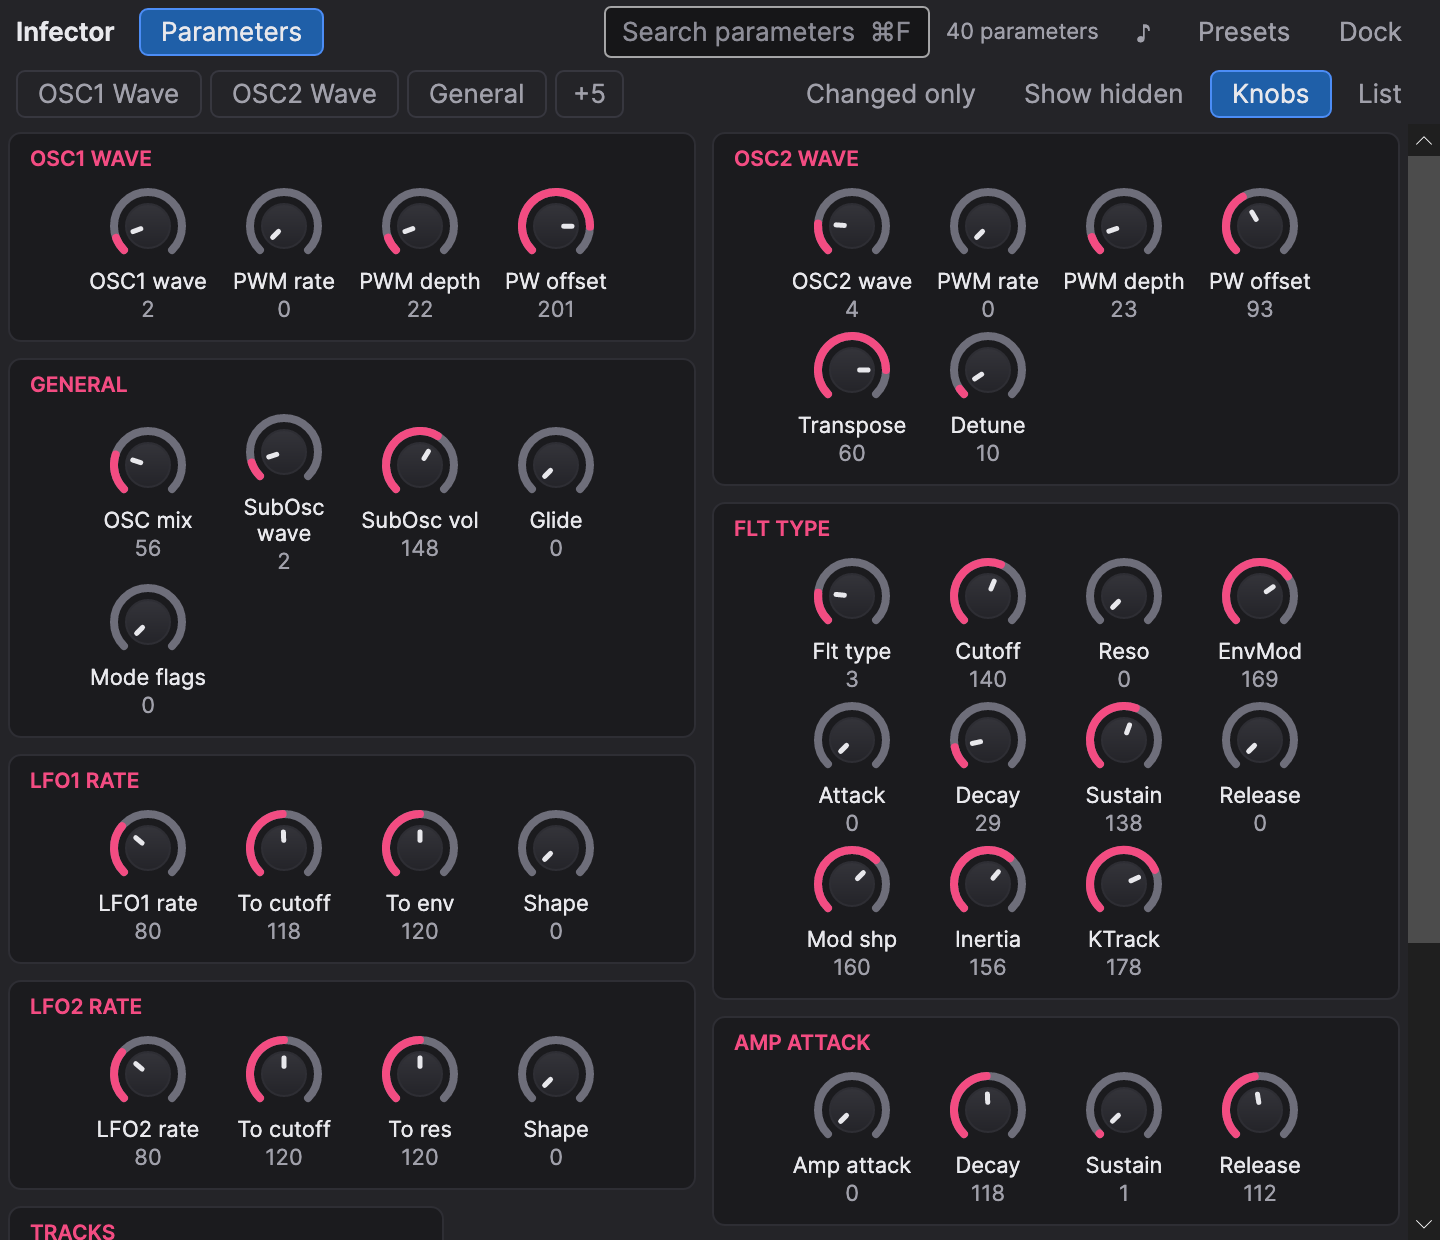 Infector Parameters Search parameters ⌘F 40 parameters ♪ Presets Dock
OSC1 Wave OSC2 Wave General +5 Changed only Show hidden Knobs List
OSC1 WAVE
OSC1 wave PWM rate PWM depth PW offset
2 0 22 201
OSC2 WAVE
OSC2 wave PWM rate PWM depth PW offset
4 0 23 93
Transpose Detune
60 10
GENERAL
OSC mix SubOsc wave SubOsc vol Glide
56 2 148 0
Mode flags
0
FLT TYPE
Flt type Cutoff Reso EnvMod
3 140 0 169
Attack Decay Sustain Release
0 29 138 0
Mod shp Inertia KTrack
160 156 178
LFO1 RATE
LFO1 rate To cutoff To env Shape
80 118 120 0
LFO2 RATE
LFO2 rate To cutoff To res Shape
80 120 120 0
AMP ATTACK
Amp attack Decay Sustain Release
0 118 1 112
TRACKS